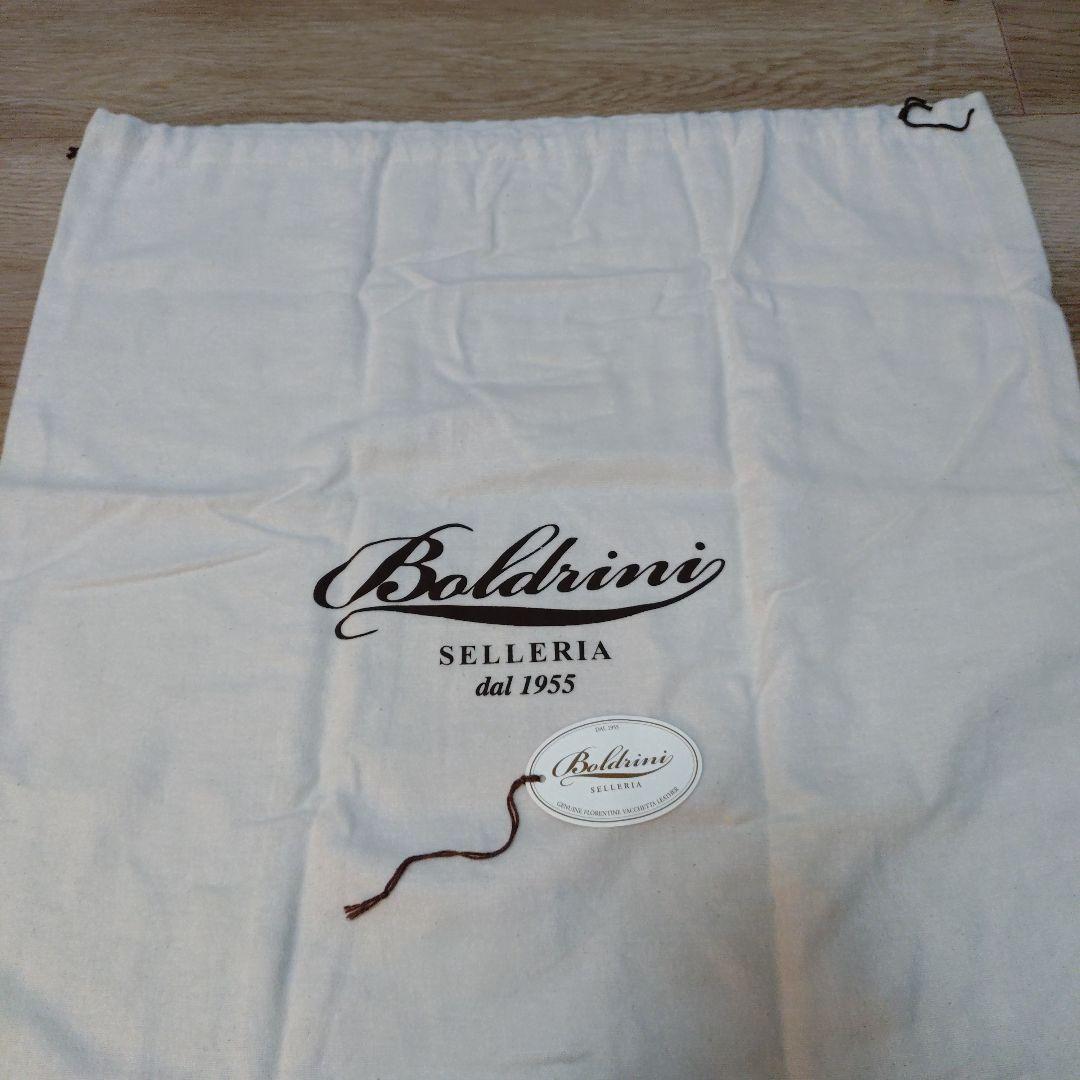 Boldrini
SELLERIA
dal 1955
DAL 1955
Boldrini
SELLERIA
GENUINE FLORENTINE VACCHETTA LEATHER